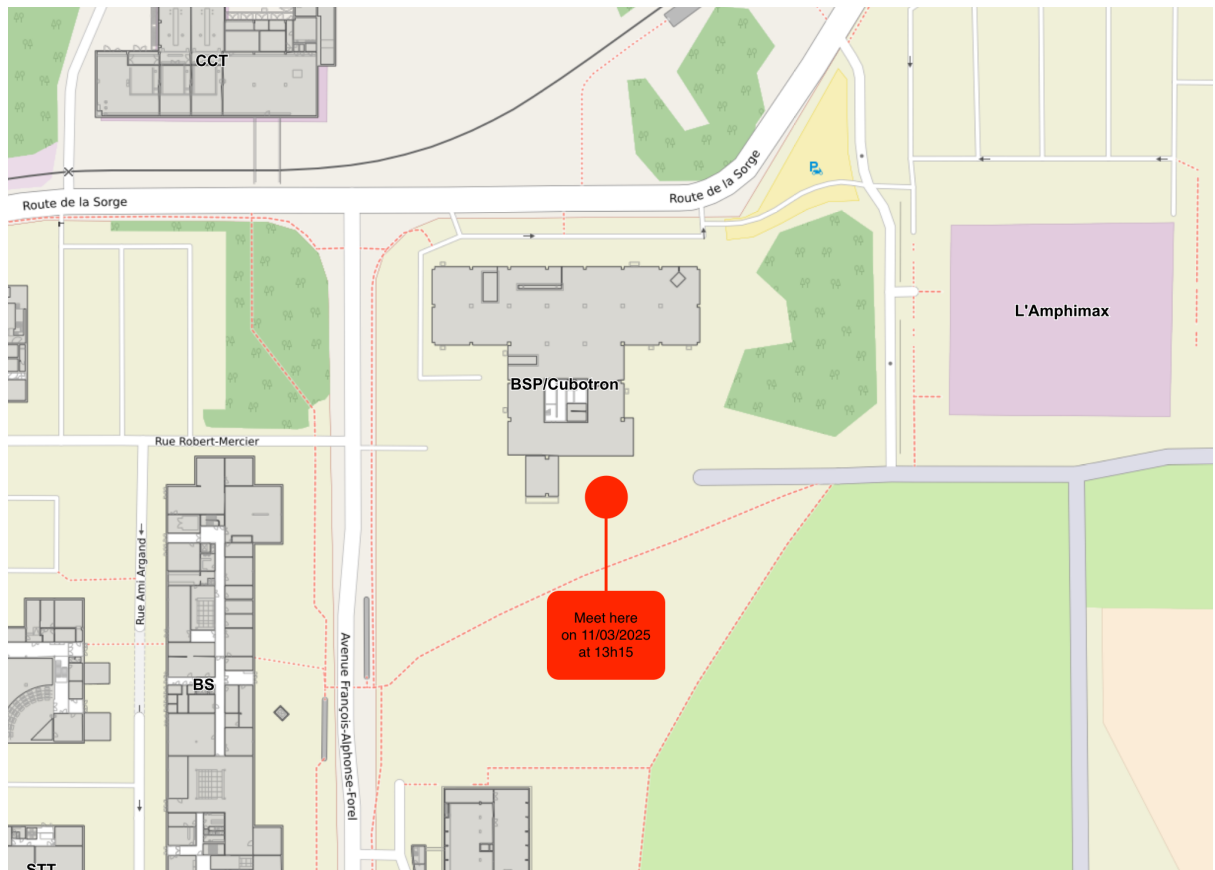 CCT
P
Route de la Sorge
Route de la Sorge
L'Amphimax
BSP/Cubotron
Rue Robert-Mercier
Rue Ami Argand
Meet here
on 11/03/2025
at 13h15
Avenue François-Alphonse-Forel
BS
STT